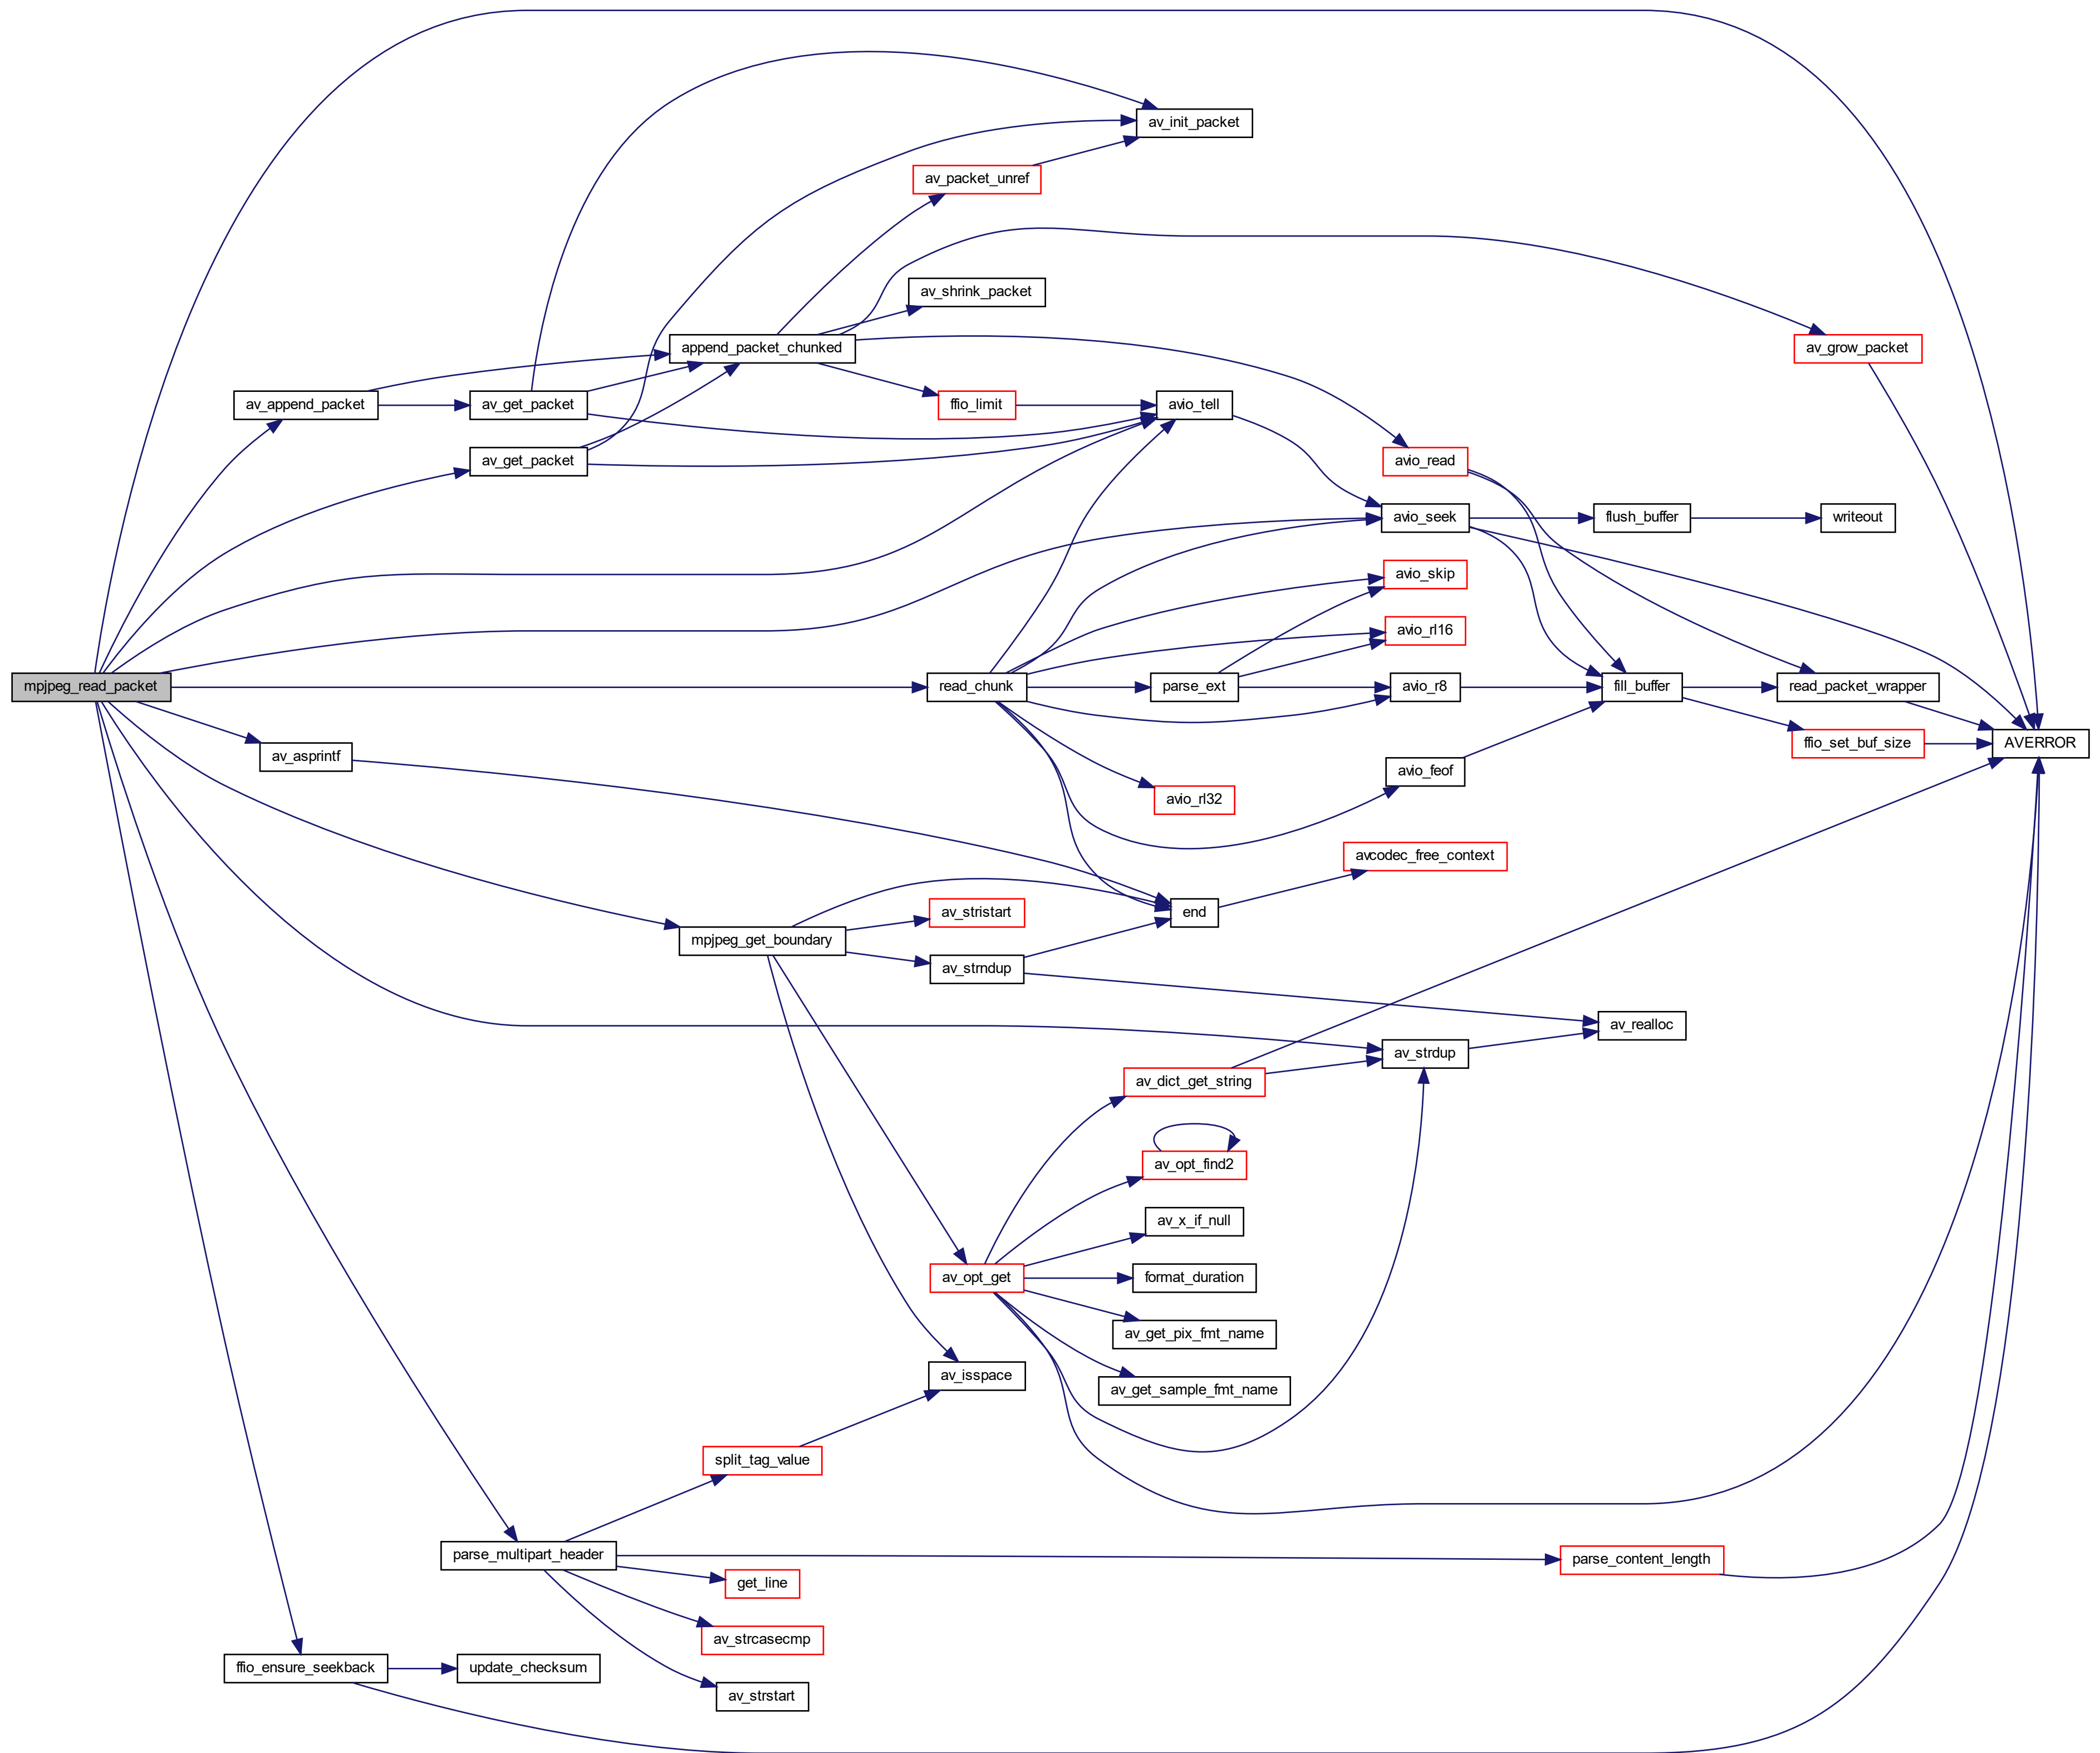 av_init_packet
av_packet_unref
av_shrink_packet
append_packet_chunked
av_grow_packet
av_append_packet
av_get_packet
ffio_limit
avio_tell
av_get_packet
avio_read
avio_seek
flush_buffer
writeout
avio_skip
avio_rl16
mpjpeg_read_packet
read_chunk
parse_ext
avio_r8
fill_buffer
read_packet_wrapper
av_asprintf
ffio_set_buf_size
AVERROR
avio_rl32
avio_feof
avcodec_free_context
av_stristart
end
mpjpeg_get_boundary
av_strndup
av_realloc
av_strdup
av_dict_get_string
av_opt_find2
av_x_if_null
av_opt_get
format_duration
av_get_pix_fmt_name
av_isspace
av_get_sample_fmt_name
split_tag_value
parse_multipart_header
parse_content_length
get_line
av_strcasecmp
ffio_ensure_seekback
update_checksum
av_strstart